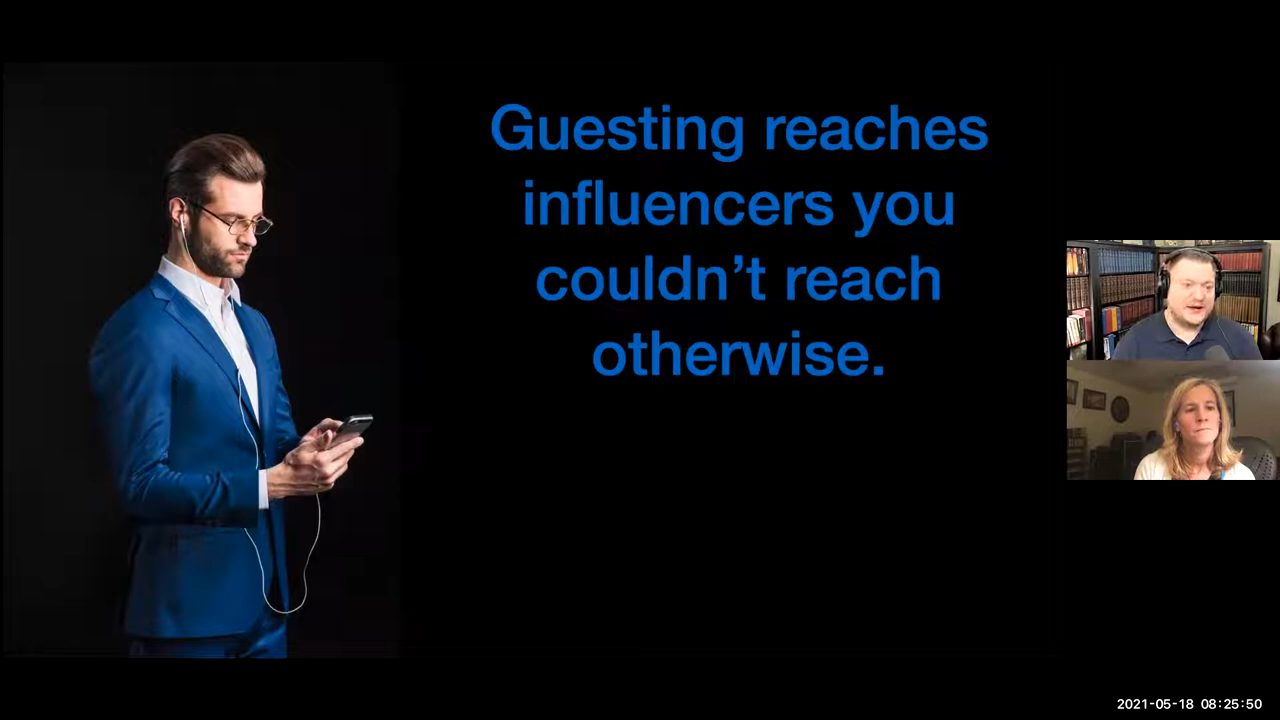 Guesting reaches
influencers you
couldn’t reach
otherwise.
2021-05-18 08:25:50